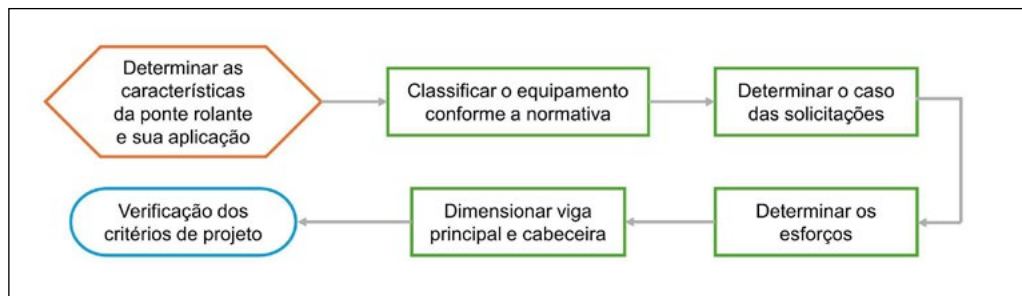 Determinar as
características
da ponte rolante
e sua aplicação
Classificar o equipamento
conforme a normativa
Determinar o caso
das solicitações
Determinar os
esforços
Dimensionar viga
principal e cabeceira
Verificação dos
critérios de projeto